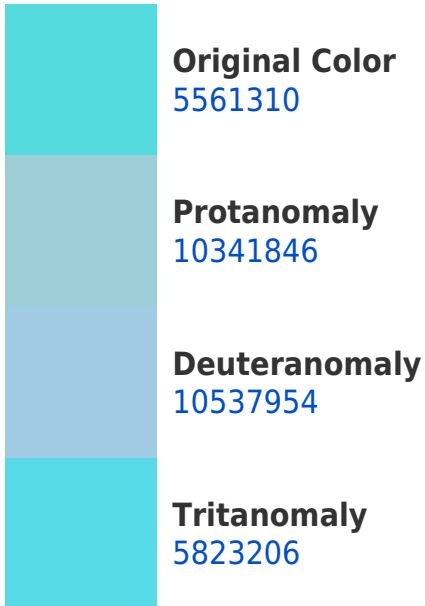 Original Color
5561310
Protanomaly
10341846
Deuteranomaly
10537954
Tritanomaly
5823206